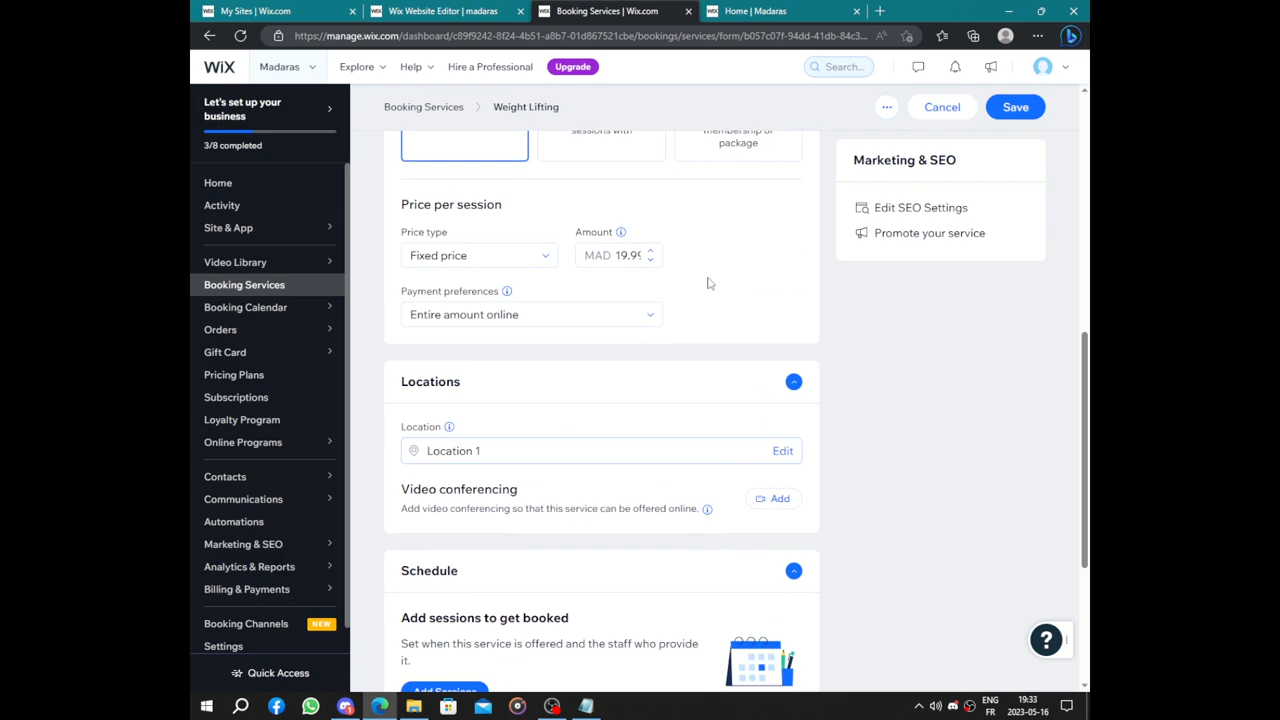 My Sites | Wix.com
Wix Website Editor | madaras
Booking Services | Wix.com
Home | Madaras
https://manage.wix.com/dashboard/c89f9242-8f24-4b51-a8b7-01d867521cbe/bookings/services/form/b057c07f-94dd-41db-84c3...
WiX
Madaras
Explore
Help
Hire a Professional
Upgrade
Search...
Let's set up your
business
3/8 completed
Booking Services
Weight Lifting
Cancel
Save
sessions with
membership or
package
Marketing & SEO
Edit SEO Settings
Promote your service
Home
Activity
Site & App
Video Library
Booking Services
Booking Calendar
Orders
Gift Card
Pricing Plans
Subscriptions
Loyalty Program
Online Programs
Contacts
Communications
Automations
Marketing & SEO
Analytics & Reports
Billing & Payments
Booking Channels
NEW
Settings
Quick Access
Price per session
Price type
Amount
Fixed price
MAD 19.99
Payment preferences
Entire amount online
Locations
Location
Location 1
Edit
Video conferencing
Add
Add video conferencing so that this service can be offered online.
Schedule
Add sessions to get booked
Set when this service is offered and the staff who provide
it.
Add Sessions
?
ENG
FR
19:33
2023-05-16